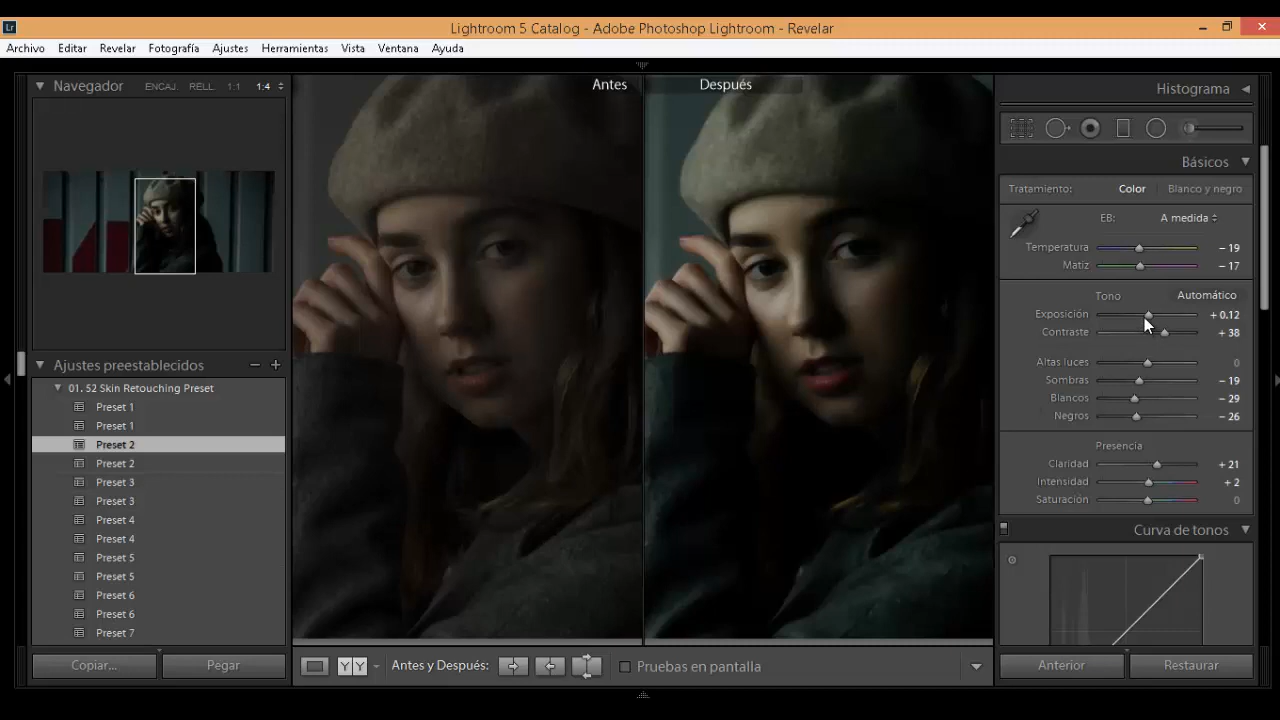 Lr
Lightroom 5 Catalog - Adobe Photoshop Lightroom - Revelar
Archivo Editar Revelar Fotografía Ajustes Herramientas Vista Ventana Ayuda
Navegador ENCAJ. RELL. 1:1 1:4
Antes
Después
Ajustes preestablecidos
01. 52 Skin Retouching Preset
Preset 1
Preset 1
Preset 2
Preset 2
Preset 3
Preset 3
Preset 4
Preset 4
Preset 5
Preset 5
Preset 6
Preset 6
Preset 7
Copiar... Pegar
YY Antes y Después: Pruebas en pantalla
Histograma
Básicos
Tratamiento: Color Blanco y negro
EB: A medida
Temperatura - 19
Matiz - 17
Tono Automático
Exposición + 0.12
Contraste + 38
Altas luces 0
Sombras - 19
Blancos - 29
Negros - 26
Presencia
Claridad + 21
Intensidad + 2
Saturación 0
Curva de tonos
Anterior Restaurar